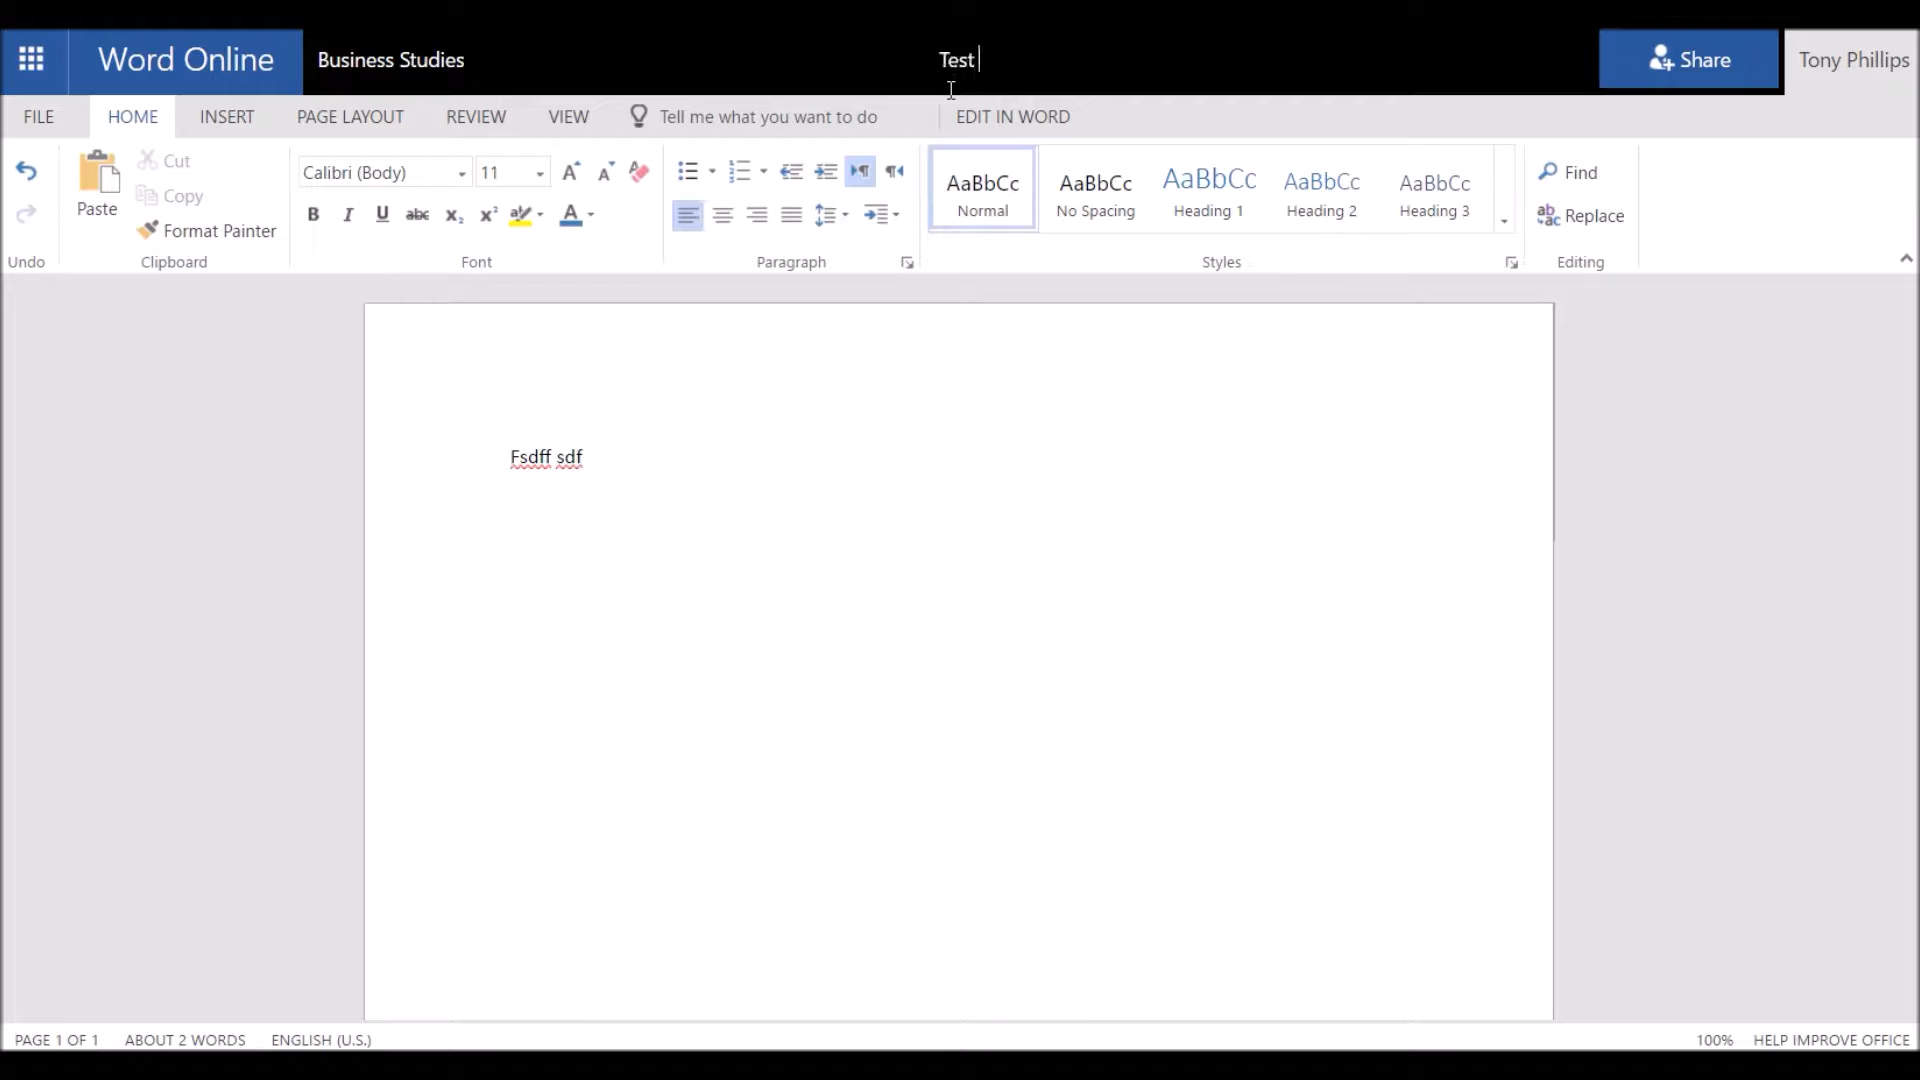 Word Online Business Studies Test Share Tony Phillips
FILE HOME INSERT PAGE LAYOUT REVIEW VIEW Tell me what you want to do EDIT IN WORD
Cut
Copy
Paste
Format Painter
Calibri (Body) 11
B I U abc x₂ x²
AaBbCc AaBbCc AaBbCc AaBbCc AaBbCc
Normal No Spacing Heading 1 Heading 2 Heading 3
Find
Replace
Undo Clipboard Font Paragraph Styles Editing
Fsdff sdf
PAGE 1 OF 1 ABOUT 2 WORDS ENGLISH (U.S.) 100% HELP IMPROVE OFFICE